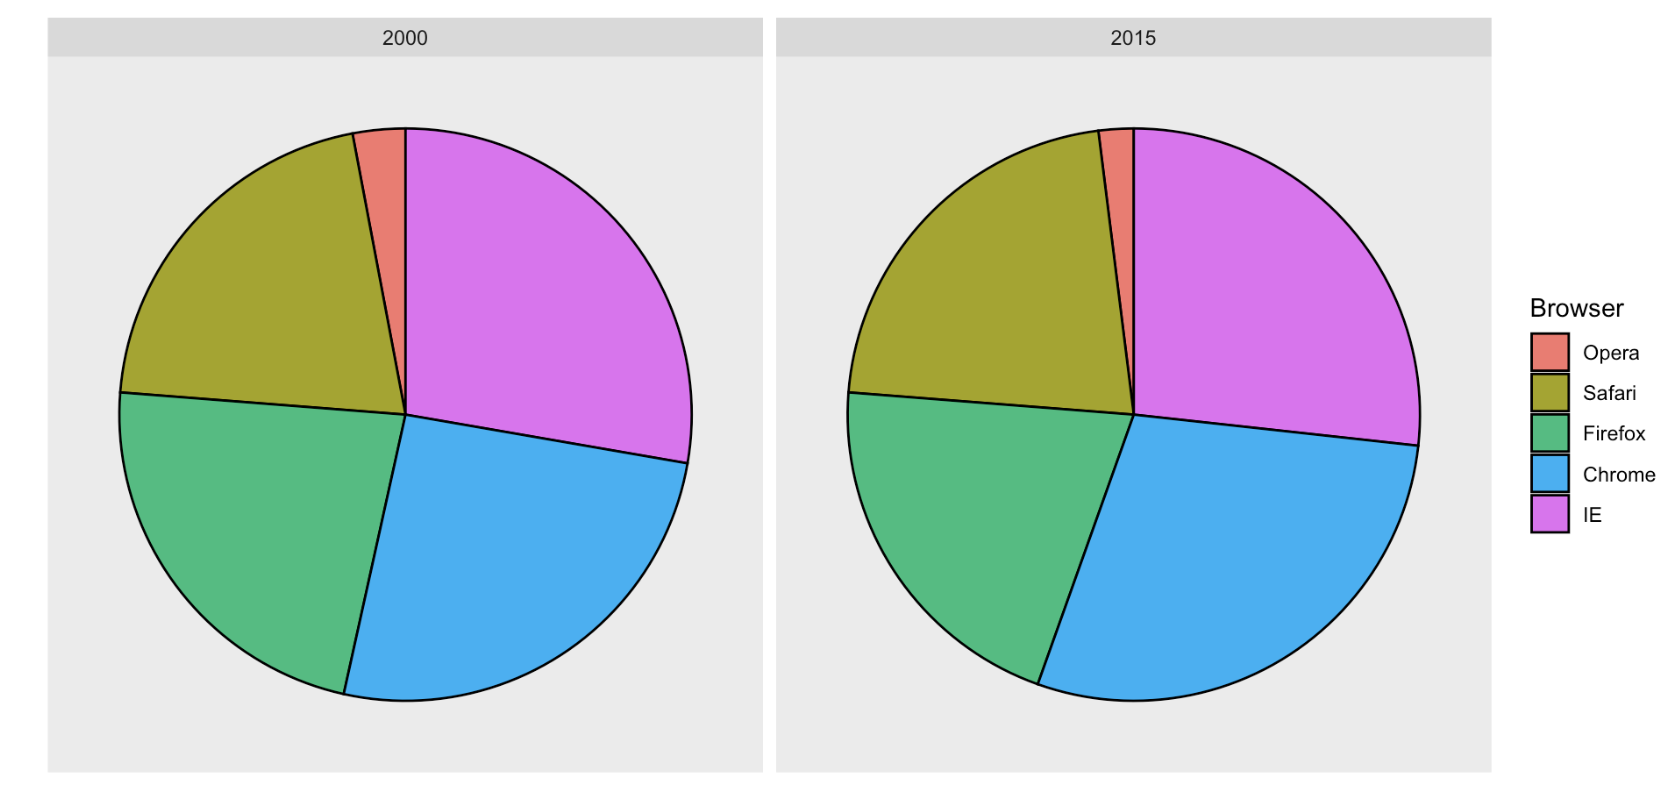 2000
2015
Browser
Opera
Safari
Firefox
Chrome
IE